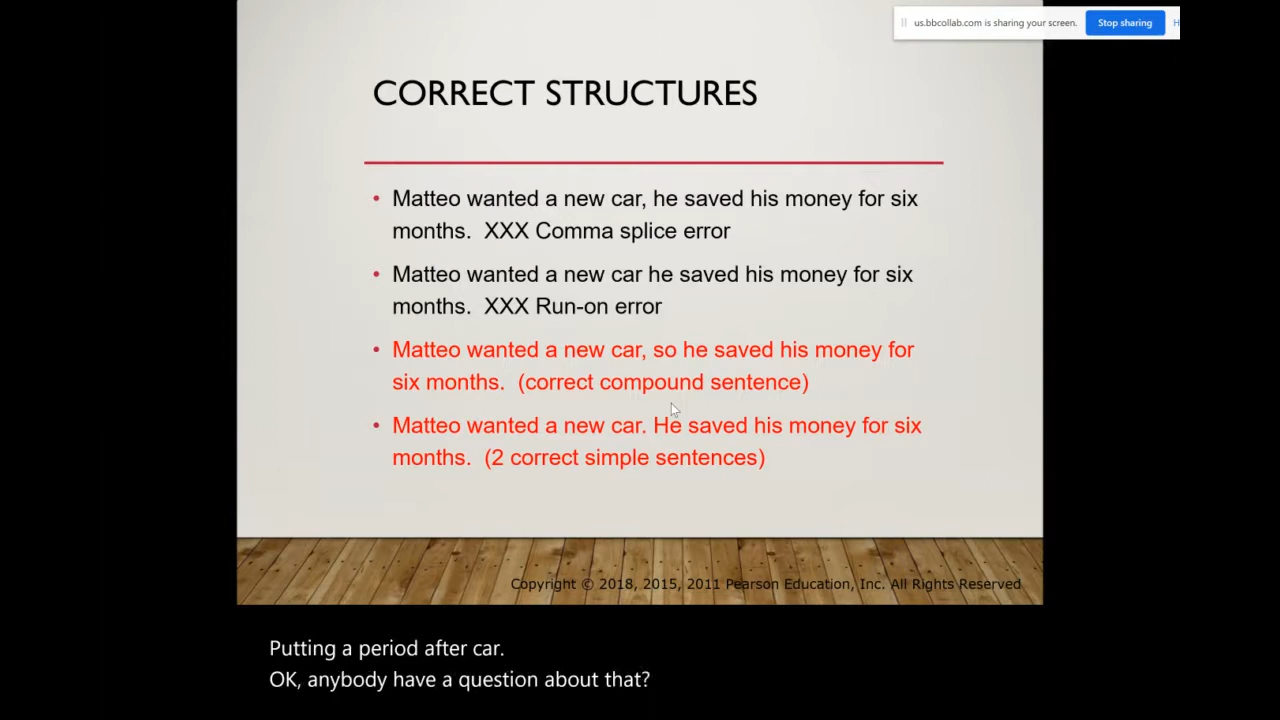 us.bbcollab.com is sharing your screen. Stop sharing H
CORRECT STRUCTURES
• Matteo wanted a new car, he saved his money for six
months.  XXX Comma splice error
• Matteo wanted a new car he saved his money for six
months.  XXX Run-on error
• Matteo wanted a new car, so he saved his money for
six months.  (correct compound sentence)
• Matteo wanted a new car. He saved his money for six
months.  (2 correct simple sentences)
Copyright © 2018, 2015, 2011 Pearson Education, Inc. All Rights Reserved
Putting a period after car.
OK, anybody have a question about that?